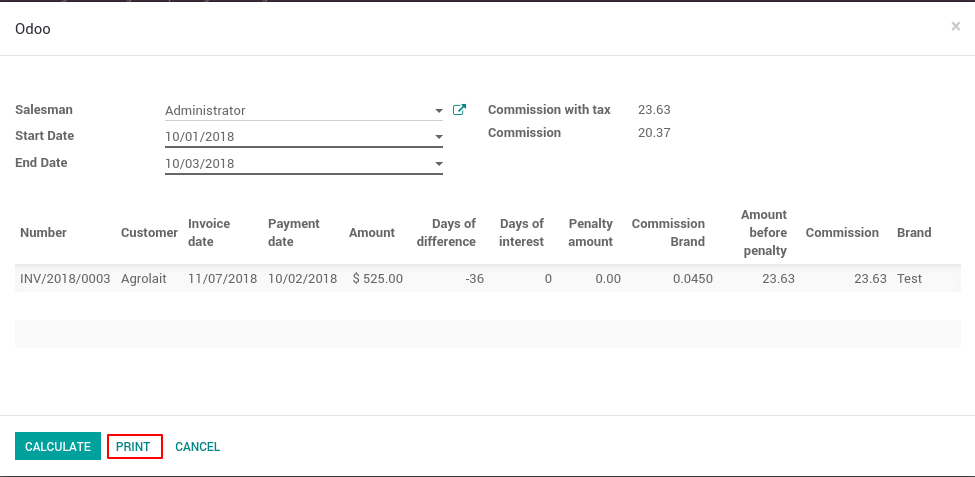 Odoo ×
Salesman Administrator Commission with tax 23.63
Start Date 10/01/2018 Commission 20.37
End Date 10/03/2018
Number Customer Invoice date Payment date Amount Days of difference Days of interest Penalty amount Commission Brand Amount before penalty Commission Brand
INV/2018/0003 Agrolait 11/07/2018 10/02/2018 $ 525.00 -36 0 0.00 0.0450 23.63 23.63 Test
CALCULATE PRINT CANCEL